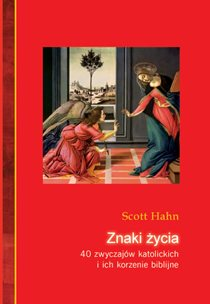 Scott Hahn
Znaki życia
40 zwyczajów katolickich
i ich korzenie biblijne